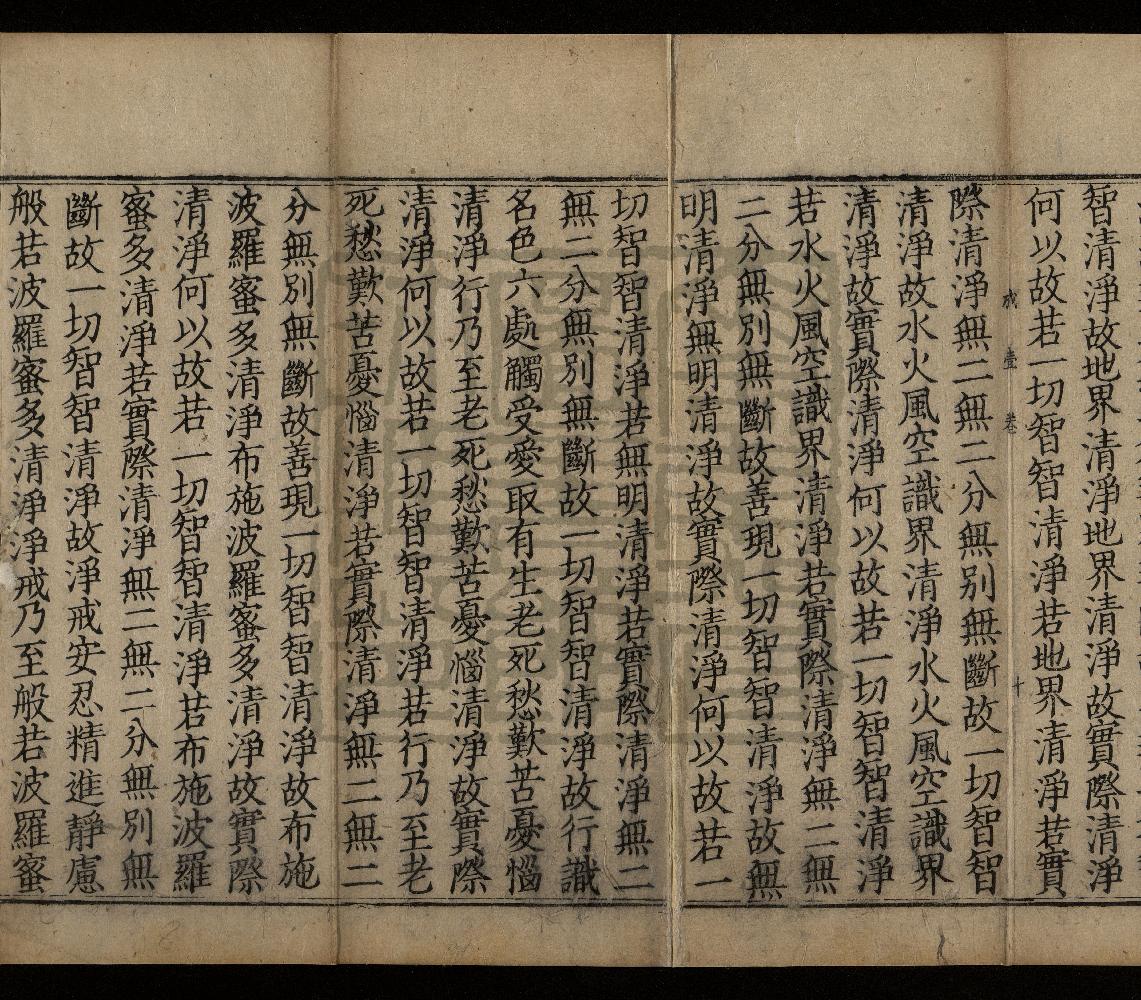 智清淨故地界清淨地界清淨故實際清淨
何以故若一切智智清淨若地界清淨若實
際清淨無二無二分無別無斷故一切智智
清淨故水火風空識界清淨水火風空識界
清淨故實際清淨何以故若一切智智清淨
若水火風空識界清淨若實際清淨無二無
二分無別無斷故善現一切智智清淨故無
明清淨無明清淨故實際清淨何以故若一
切智智清淨若無明清淨若實際清淨無二
無二分無別無斷故一切智智清淨故行識
名色六處觸受愛取有生老死愁歎苦憂惱
清淨行乃至老死愁歎苦憂惱清淨故實際
清淨何以故若一切智智清淨若行乃至老
死愁歎苦憂惱清淨若實際清淨無二無二
分無別無斷故善現一切智智清淨故布施
波羅蜜多清淨布施波羅蜜多清淨故實際
清淨何以故若一切智智清淨若布施波羅
蜜多清淨若實際清淨無二無二分無別無
斷故一切智智清淨故淨戒安忍精進靜慮
般若波羅蜜多清淨淨戒乃至般若波羅蜜